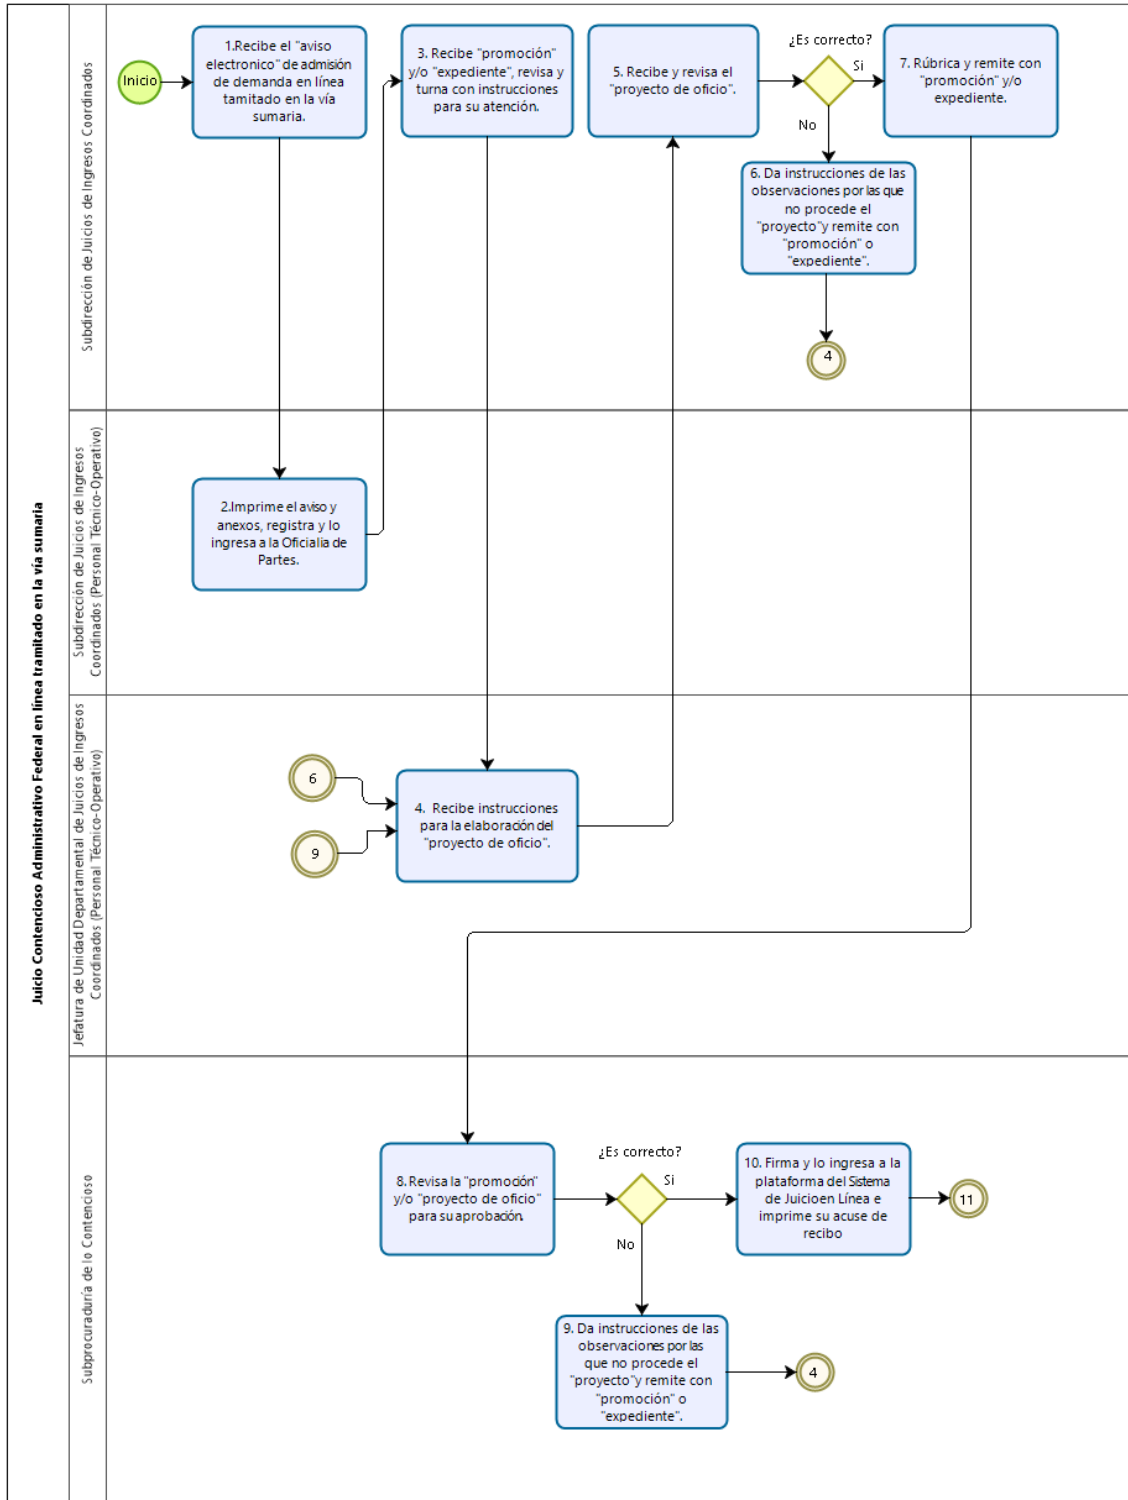 Juicio Contencioso Administrativo Federal en línea tramitado en la vía sumaria
Subdirección de Juicios de Ingresos Coordinados
Inicio
1.Recibe el "aviso
electronico" de admisión
de demanda en línea
tamitado en la vía
sumaria.
3. Recibe "promoción"
y/o "expediente", revisa y
turna con instrucciones
para su atención.
5. Recibe y revisa el
"proyecto de oficio".
¿Es correcto?
Si
No
7. Rúbrica y remite con
"promoción" y/o
expediente.
6. Da instrucciones de las
observaciones por las que
no procede el
"proyecto"y remite con
"promoción" o
"expediente".
4
Subdirección de Juicios de Ingresos
Coordinados (Personal Técnico-Operativo)
2.Imprime el aviso y
anexos, registra y lo
ingresa a la Oficialía de
Partes.
Jefatura de Unidad Departamental de Juicios de Ingresos
Coordinados (Personal Técnico-Operativo)
6
9
4. Recibe instrucciones
para la elaboración del
"proyecto de oficio".
Subprocuraduría de lo Contencioso
8. Revisa la "promoción"
y/o "proyecto de oficio"
para su aprobación.
¿Es correcto?
Si
No
10. Firma y lo ingresa a la
plataforma del Sistema
de Juicioen Línea e
imprime su acuse de
recibo
11
9. Da instrucciones de las
observaciones por las
que no procede el
"proyecto"y remite con
"promoción" o
"expediente".
4